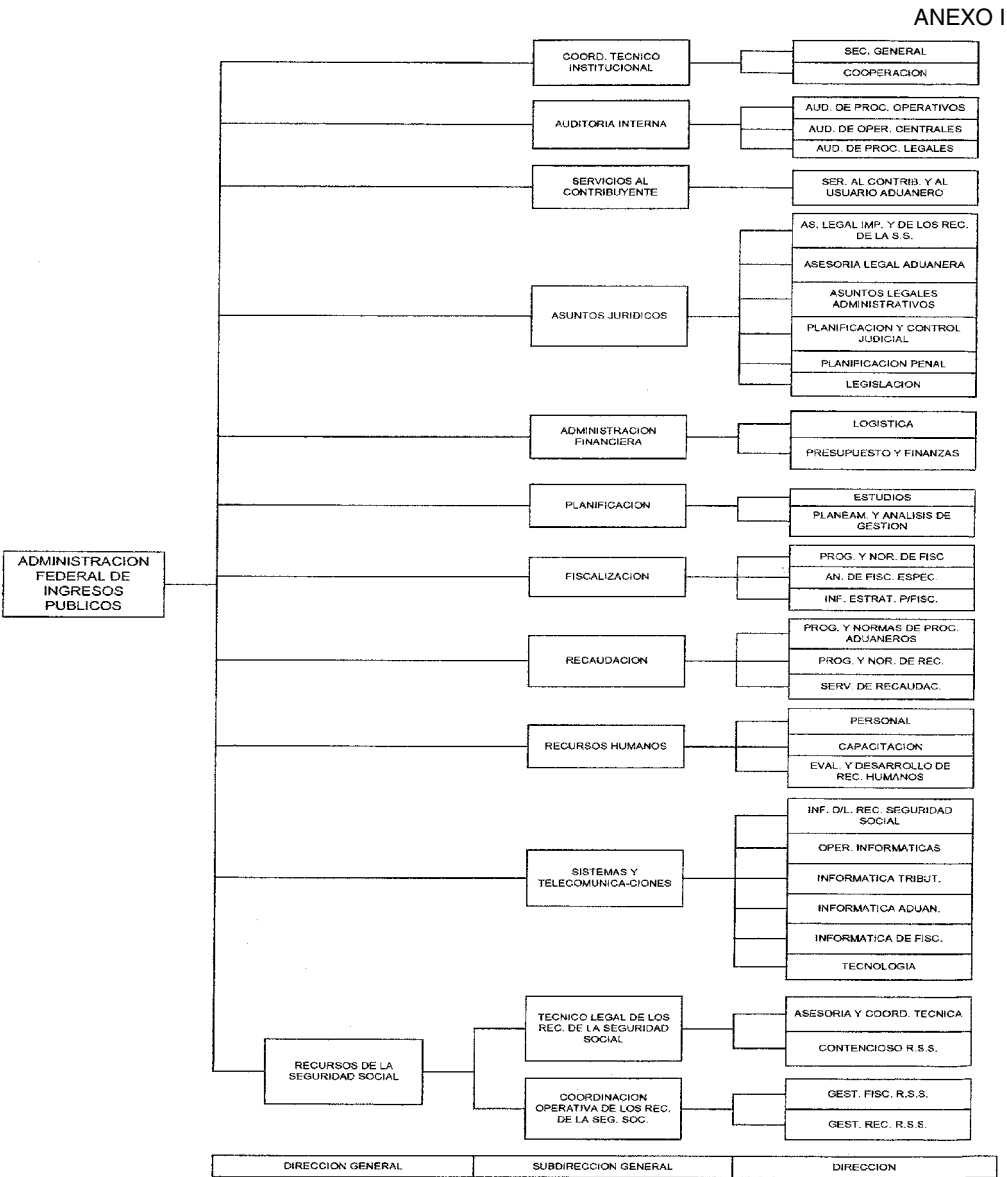 ANEXO I
COORD. TECNICO
INSTITUCIONAL
SEC. GENERAL
COOPERACION
AUDITORIA INTERNA
AUD. DE PROC. OPERATIVOS
AUD. DE OPER. CENTRALES
AUD. DE PROC. LEGALES
SERVICIOS AL
CONTRIBUYENTE
SER. AL CONTRIB. Y AL
USUARIO ADUANERO
ASUNTOS JURIDICOS
AS. LEGAL IMP. Y DE LOS REC.
DE LA S.S.
ASESORIA LEGAL ADUANERA
ASUNTOS LEGALES
ADMINISTRATIVOS
PLANIFICACION Y CONTROL
JUDICIAL
PLANIFICACION PENAL
LEGISLACION
ADMINISTRACION
FINANCIERA
LOGISTICA
PRESUPUESTO Y FINANZAS
PLANIFICACION
ESTUDIOS
PLANEAM. Y ANALISIS DE
GESTION
ADMINISTRACION
FEDERAL DE
INGRESOS
PUBLICOS
FISCALIZACION
PROG. Y NOR. DE FISC
AN. DE FISC. ESPEC.
INF. ESTRAT. P/FISC.
RECAUDACION
PROG. Y NORMAS DE PROC.
ADUANEROS
PROG. Y NOR. DE REC.
SERV. DE RECAUDAC.
RECURSOS HUMANOS
PERSONAL
CAPACITACION
EVAL. Y DESARROLLO DE
REC. HUMANOS
SISTEMAS Y
TELECOMUNICA-CIONES
INF. D/L. REC. SEGURIDAD
SOCIAL
OPER. INFORMATICAS
INFORMATICA TRIBUT.
INFORMATICA ADUAN.
INFORMATICA DE FISC.
TECNOLOGIA
RECURSOS DE LA
SEGURIDAD SOCIAL
TECNICO LEGAL DE LOS
REC. DE LA SEGURIDAD
SOCIAL
ASESORIA Y COORD. TECNICA
CONTENCIOSO R.S.S.
COORDINACION
OPERATIVA DE LOS REC.
DE LA SEG. SOC.
GEST. FISC. R.S.S.
GEST. REC. R.S.S.
DIRECCION GENERAL
SUBDIRECCION GENERAL
DIRECCION